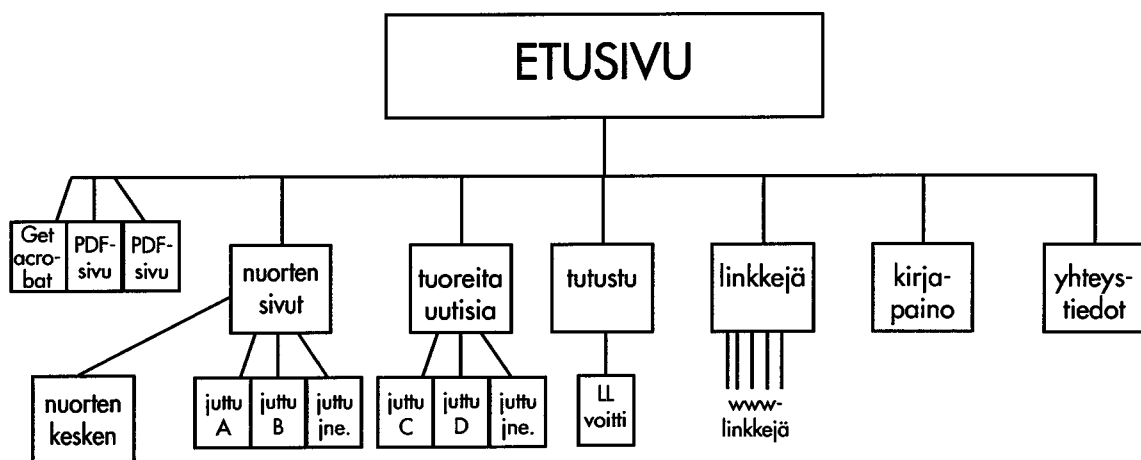 ETUSIVU
Get
acro-
bat
PDF-
sivu
PDF-
sivu
nuorten
sivut
tuoreita
uutisia
tutustu
linkkejä
kirja-
paino
yhteys-
tiedot
nuorten
kesken
juttu
A
juttu
B
juttu
jne.
juttu
C
juttu
D
juttu
jne.
LL
voitti
www-
linkkejä